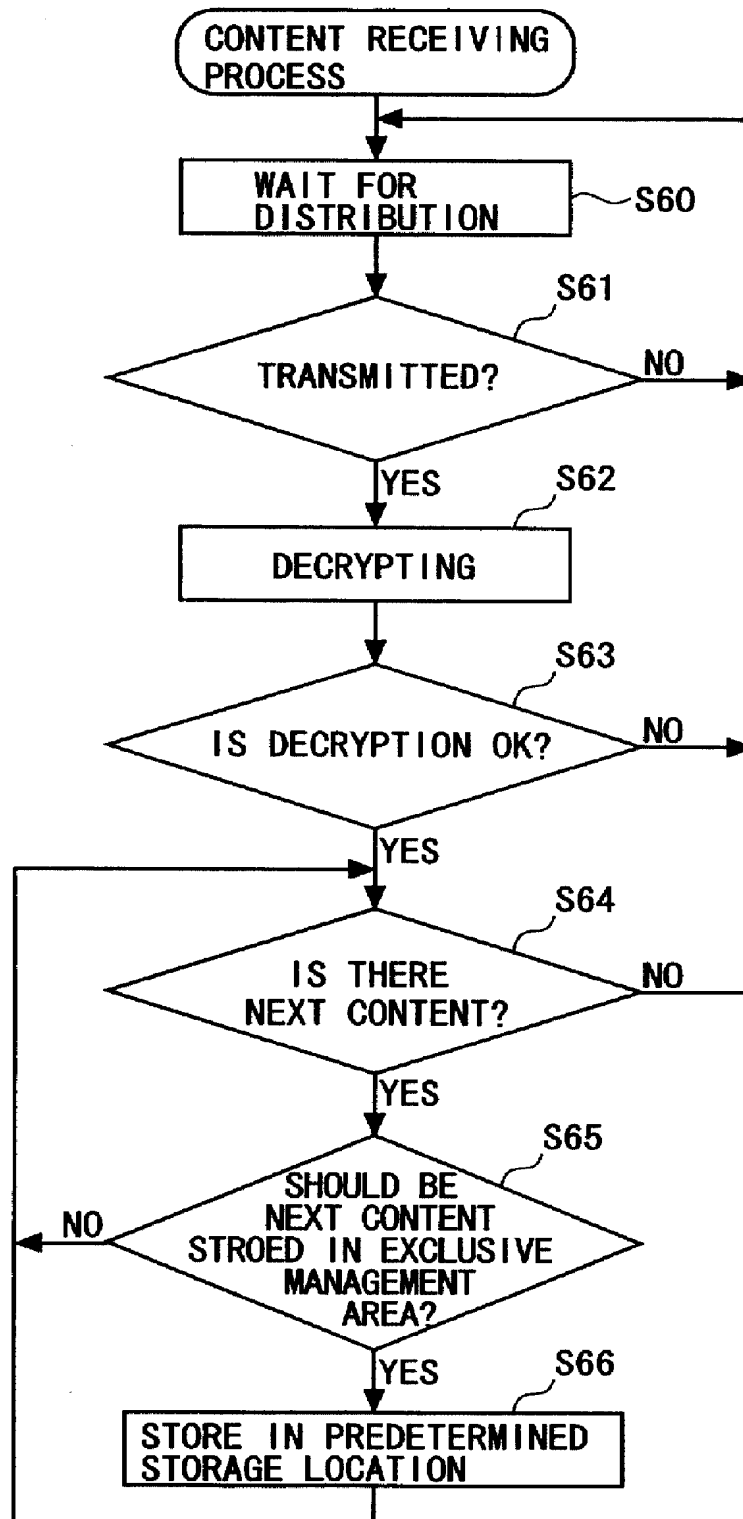 CONTENT RECEIVING
PROCESS
WAIT FOR
DISTRIBUTION
S60
S61
TRANSMITTED?
NO
YES
S62
DECRYPTING
S63
IS DECRYPTION OK?
NO
YES
S64
IS THERE
NEXT CONTENT?
NO
YES
S65
SHOULD BE
NEXT CONTENT
STROED IN EXCLUSIVE
MANAGEMENT
AREA?
NO
YES
S66
STORE IN PREDETERMINED
STORAGE LOCATION